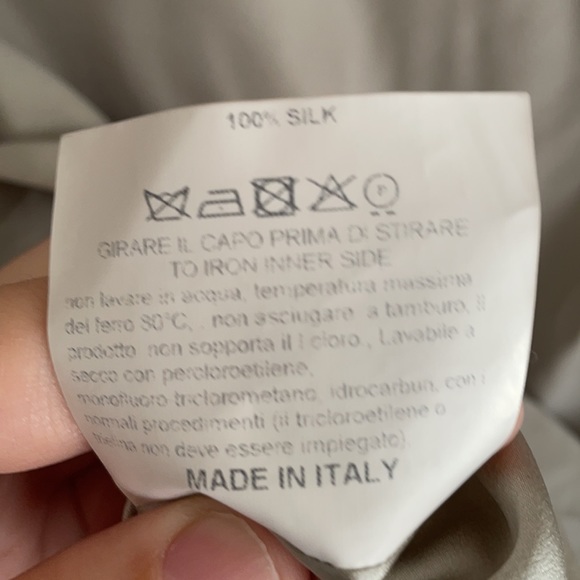 100% SILK
P
GIRARE IL CAPO PRIMA DI STIRARE
TO IRON INNER SIDE
non lavare in acqua, temperatura massima
del ferro 80°C, . non asciugare a tamburo, il
prodotto non sopporta il l cloro., Lavabile a
secco con percloroetilene,
monofluoro triclorometano, idrocarburi, con i
normali procedimenti (il tricloroetilene o
non deve essere impiegato).
MADE IN ITALY